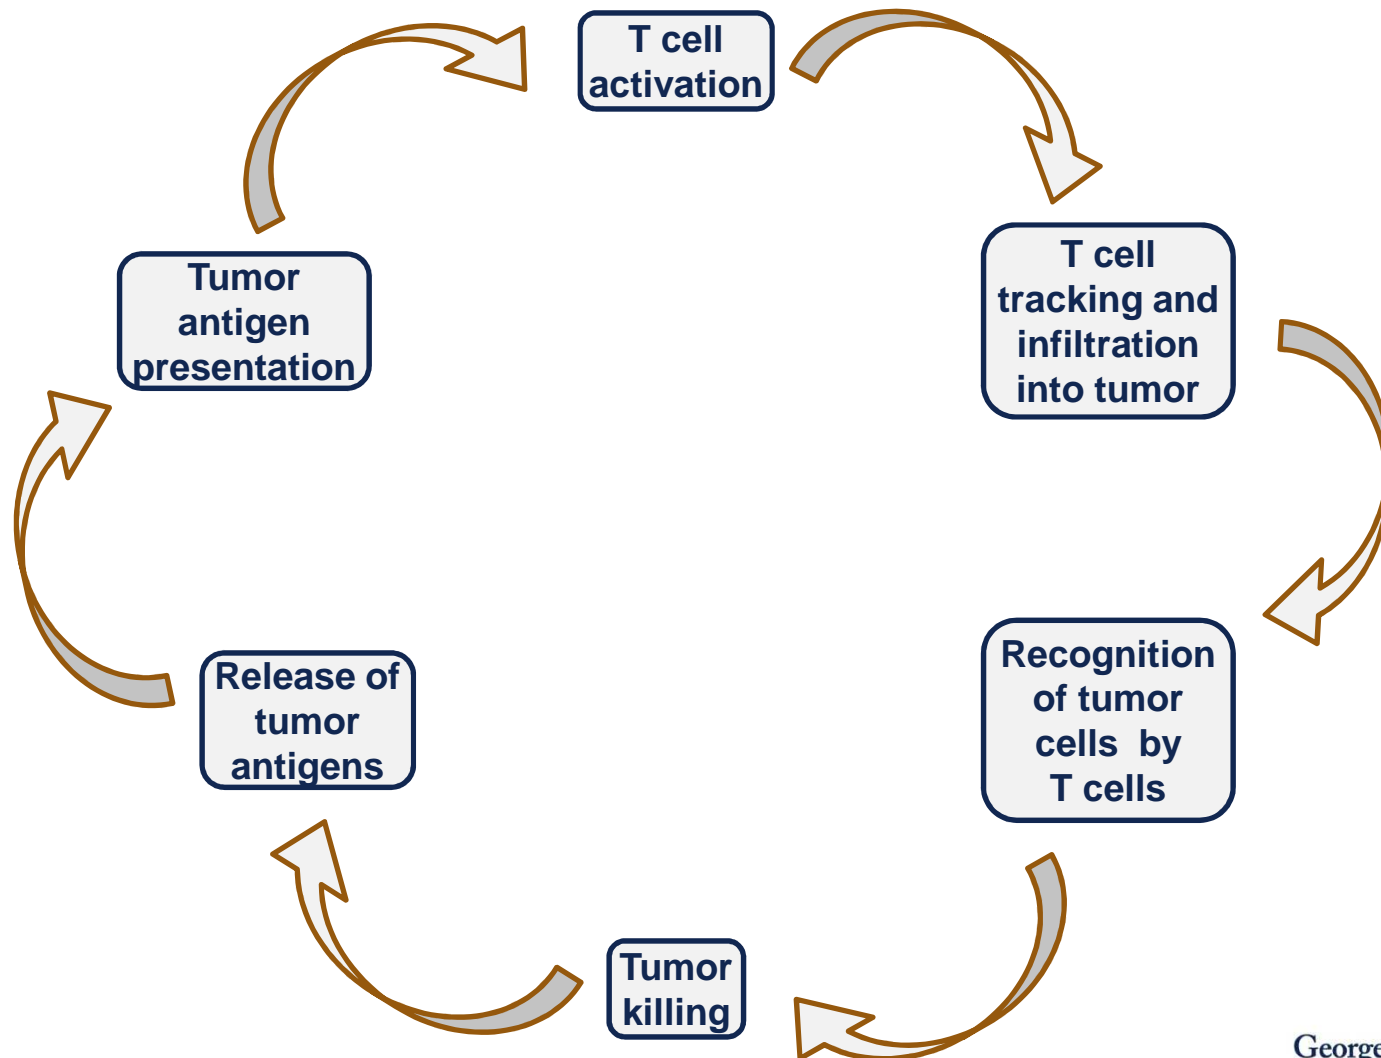 T cell
activation
T cell
tracking and
infiltration
into tumor
Recognition
of tumor
cells by
T cells
Tumor
killing
Release of
tumor
antigens
Tumor
antigen
presentation
George